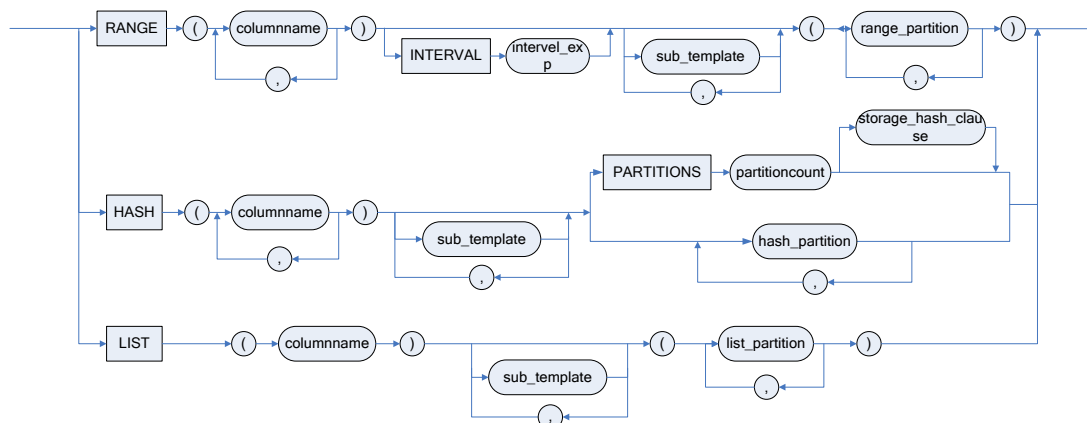 RANGE ( columnname ) INTERVAL intervel_ex
p sub_template ( range_partition )
, , ,
storage_hash_clau
se
PARTITIONS partitioncount
HASH ( columnname ) sub_template hash_partition
, , ,
LIST ( columnname ) sub_template ( list_partition )
, ,